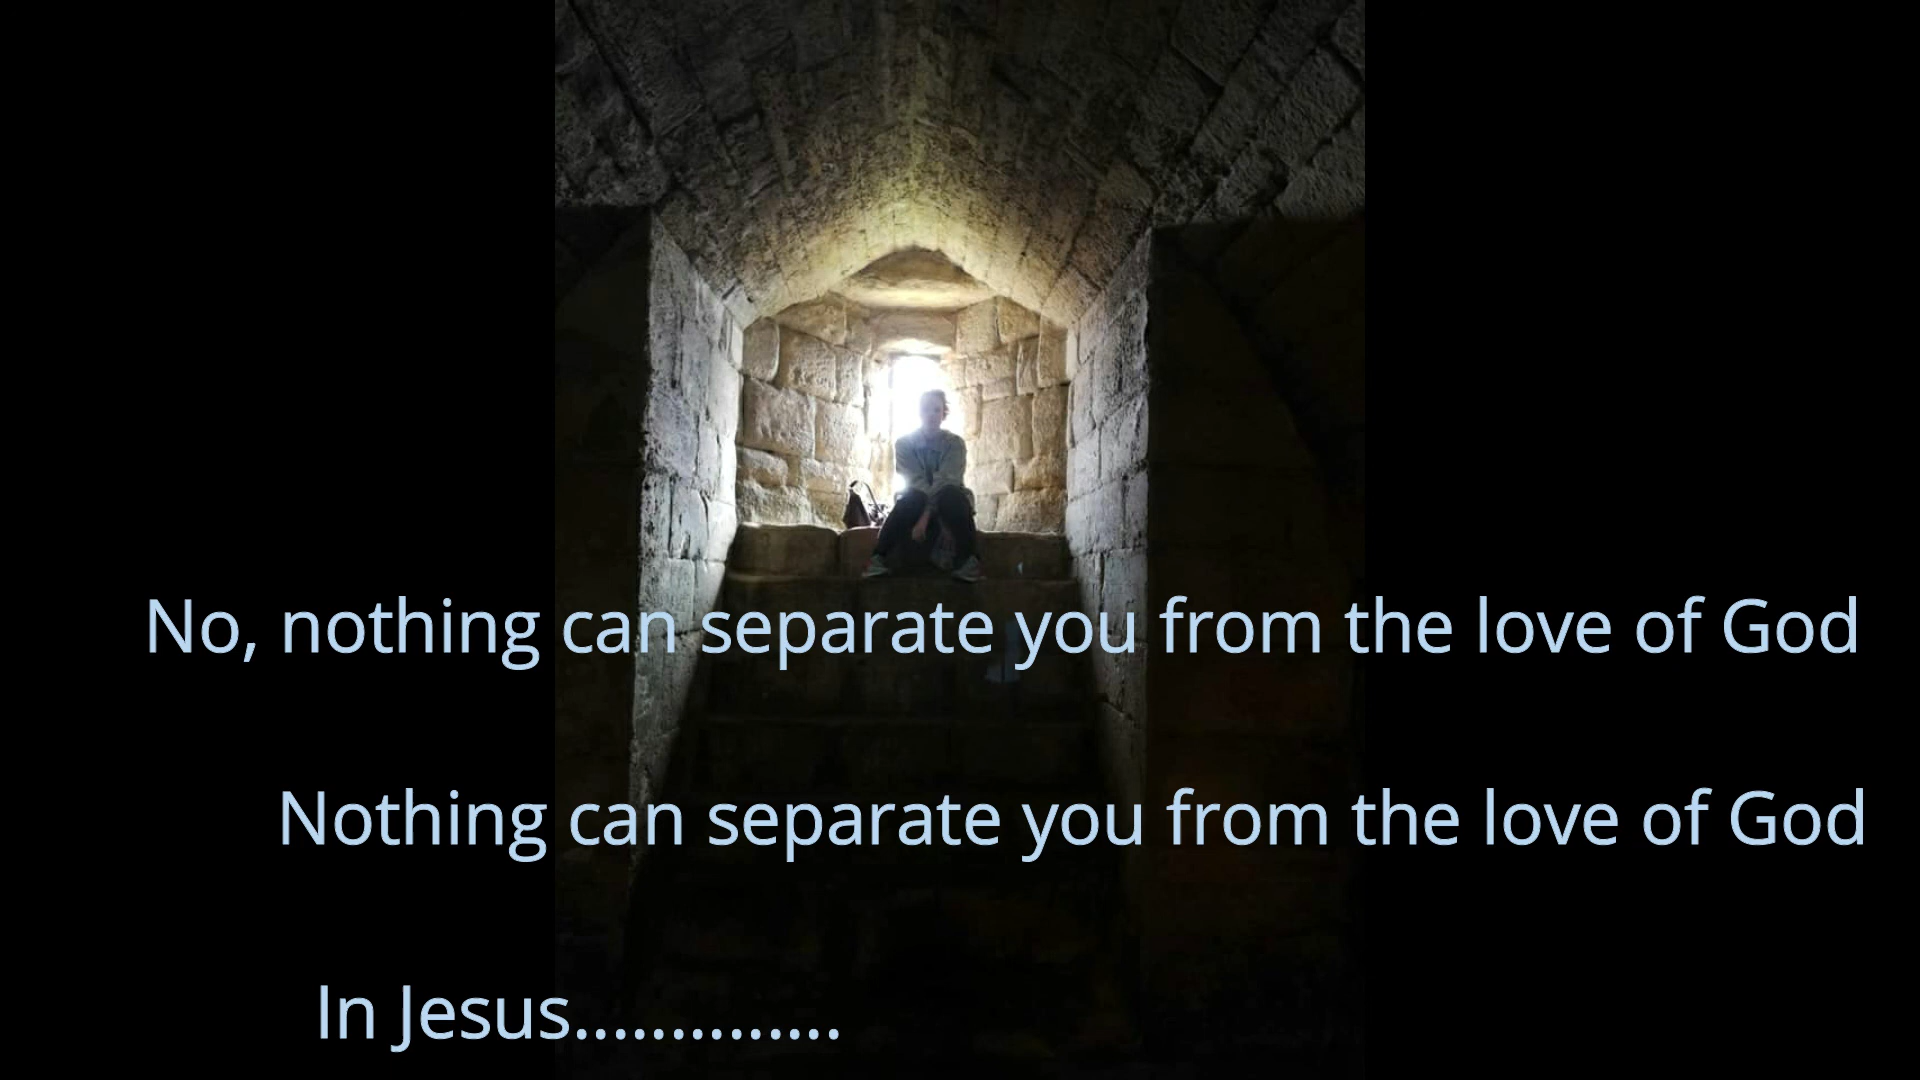 No, nothing can separate you from the love of God
Nothing can separate you from the love of God
In Jesus..............